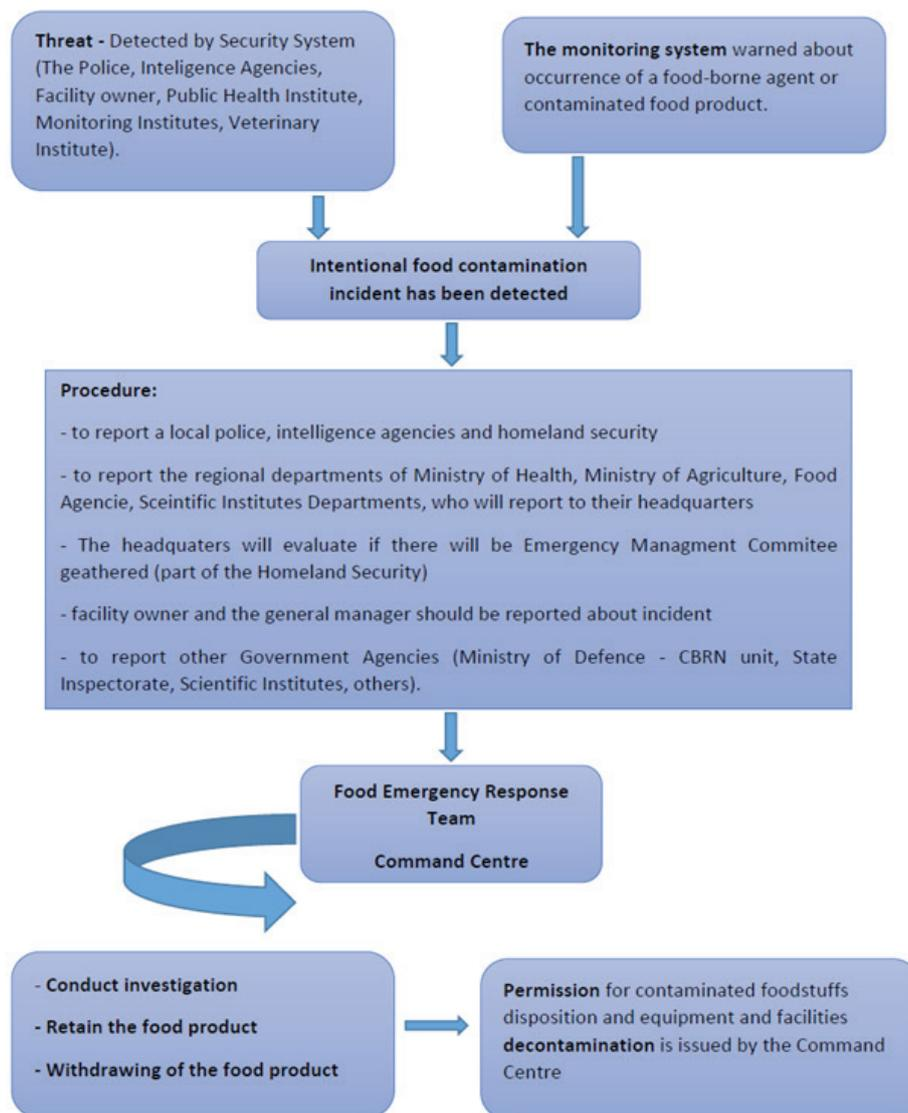 Threat - Detected by Security System
(The Police, Inteligence Agencies,
Facility owner, Public Health Institute,
Monitoring Institutes, Veterinary
Institute).
The monitoring system warned about
occurrence of a food-borne agent or
contaminated food product.
Intentional food contamination
incident has been detected
Procedure:
- to report a local police, intelligence agencies and homeland security
- to report the regional departments of Ministry of Health, Ministry of Agriculture, Food
Agencie, Sceintific Institutes Departments, who will report to their headquarters
- The headquaters will evaluate if there will be Emergency Managment Commitee
geathered (part of the Homeland Security)
- facility owner and the general manager should be reported about incident
- to report other Government Agencies (Ministry of Defence - CBRN unit, State
Inspectorate, Scientific Institutes, others).
Food Emergency Response
Team
Command Centre
- Conduct investigation
- Retain the food product
- Withdrawing of the food product
Permission for contaminated foodstuffs
disposition and equipment and facilities
decontamination is issued by the Command
Centre